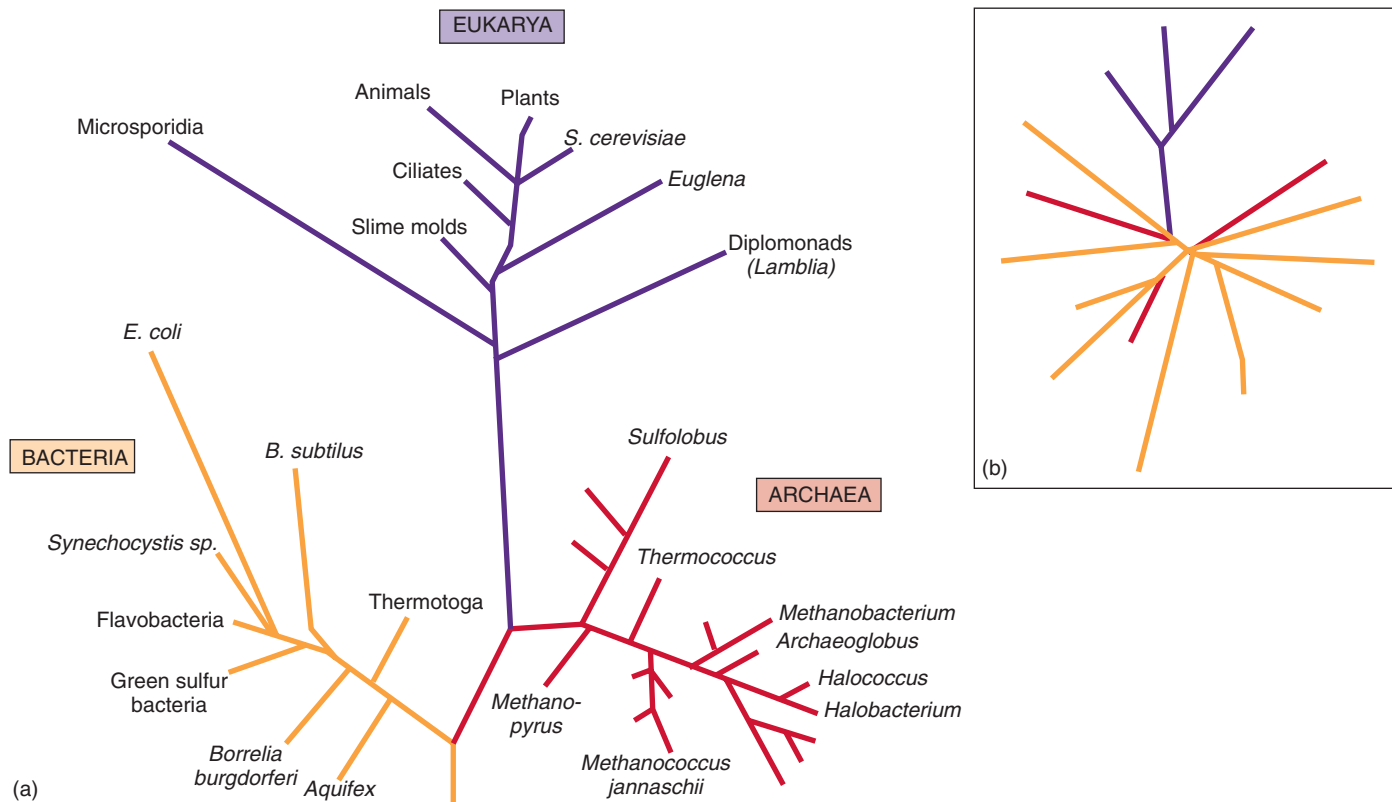 EUKARYA
Animals
Plants
Microsporidia
S. cerevisiae
Ciliates
Euglena
Slime molds
Diplomonads
(Lamblia)
E. coli
BACTERIA
B. subtilus
Synechocystis sp.
Flavobacteria
Thermotoga
Green sulfur
bacteria
Borrelia
burgdorferi
Aquifex
Sulfolobus
ARCHAEA
Thermococcus
Methanobacterium
Archaeoglobus
Halococcus
Halobacterium
Methano-
pyrus
Methanococcus
jannaschii
(a)
(b)